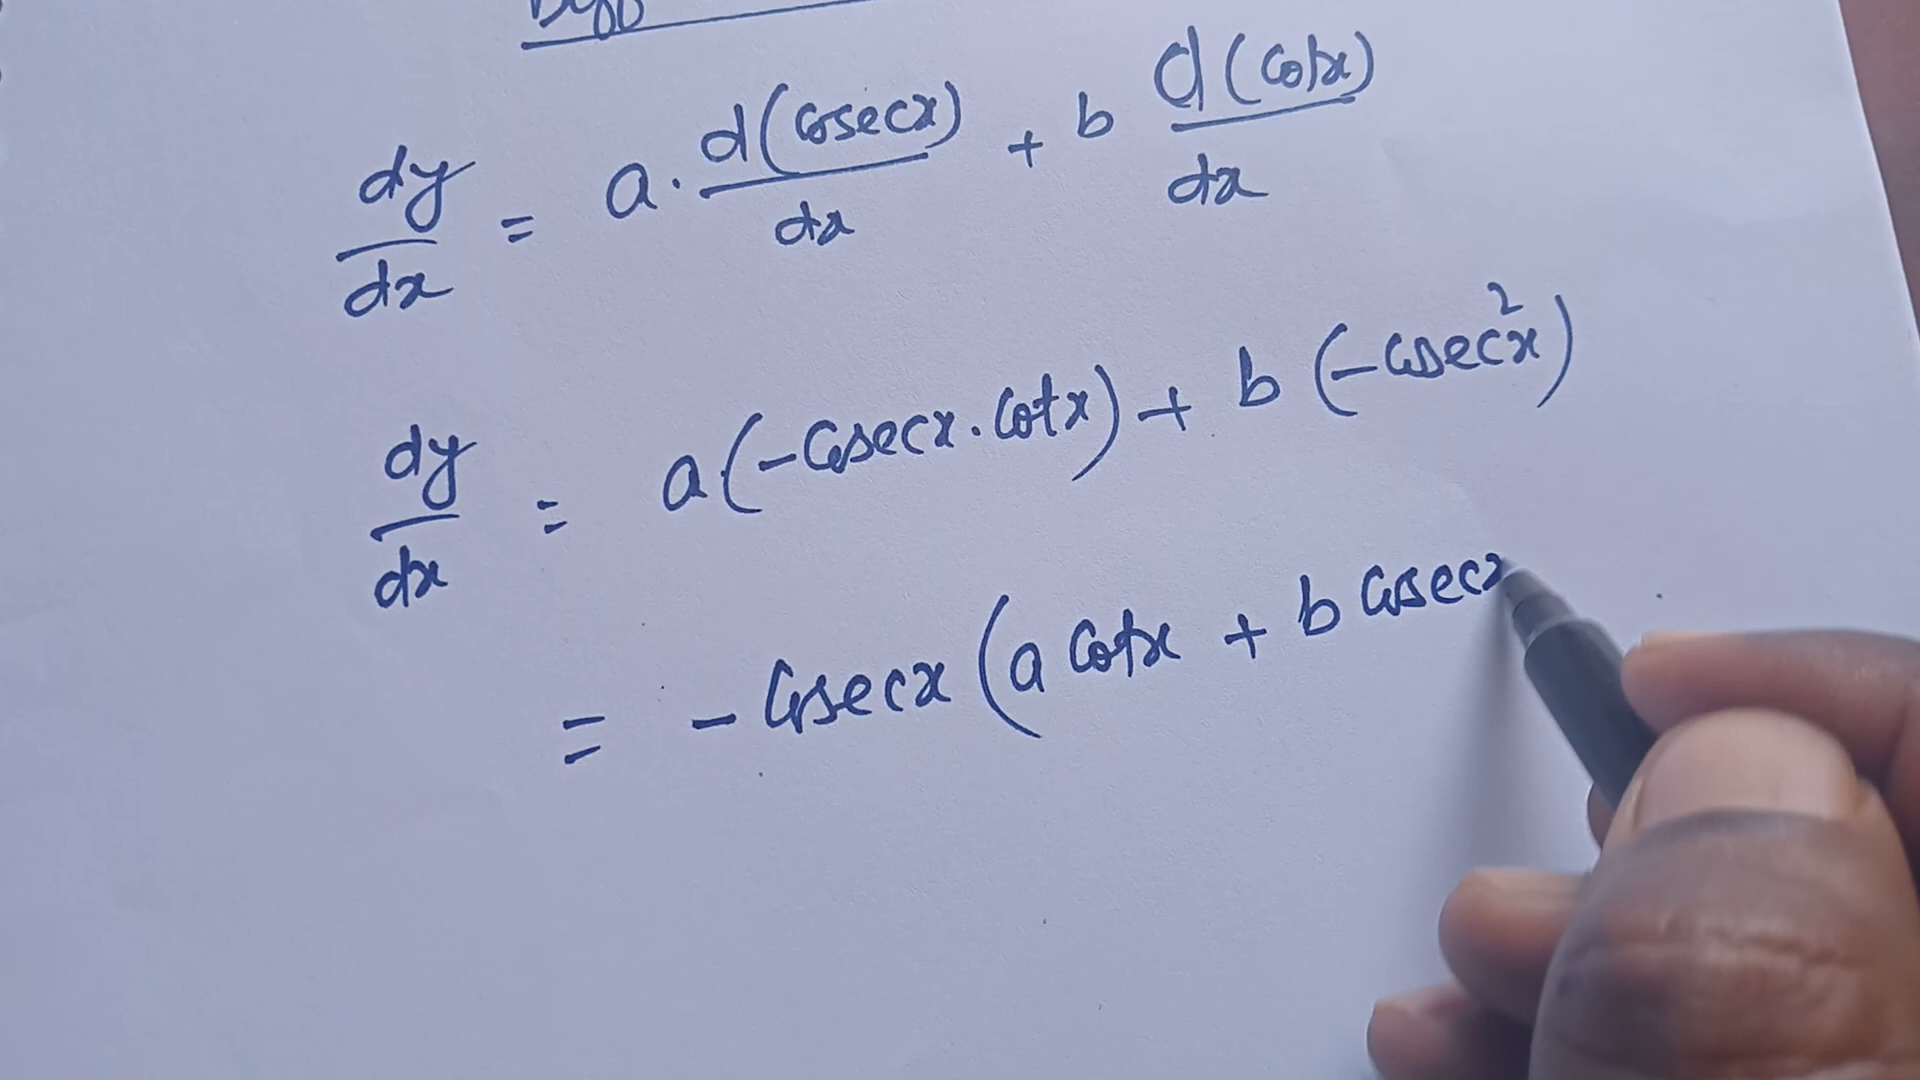 dy/dx = a · d(cosecx)/dx + b d(cotx)/dx
dy/dx = a(-cosecx · cotx) + b(-cosec²x)
= -cosecx (a cotx + b cosecx